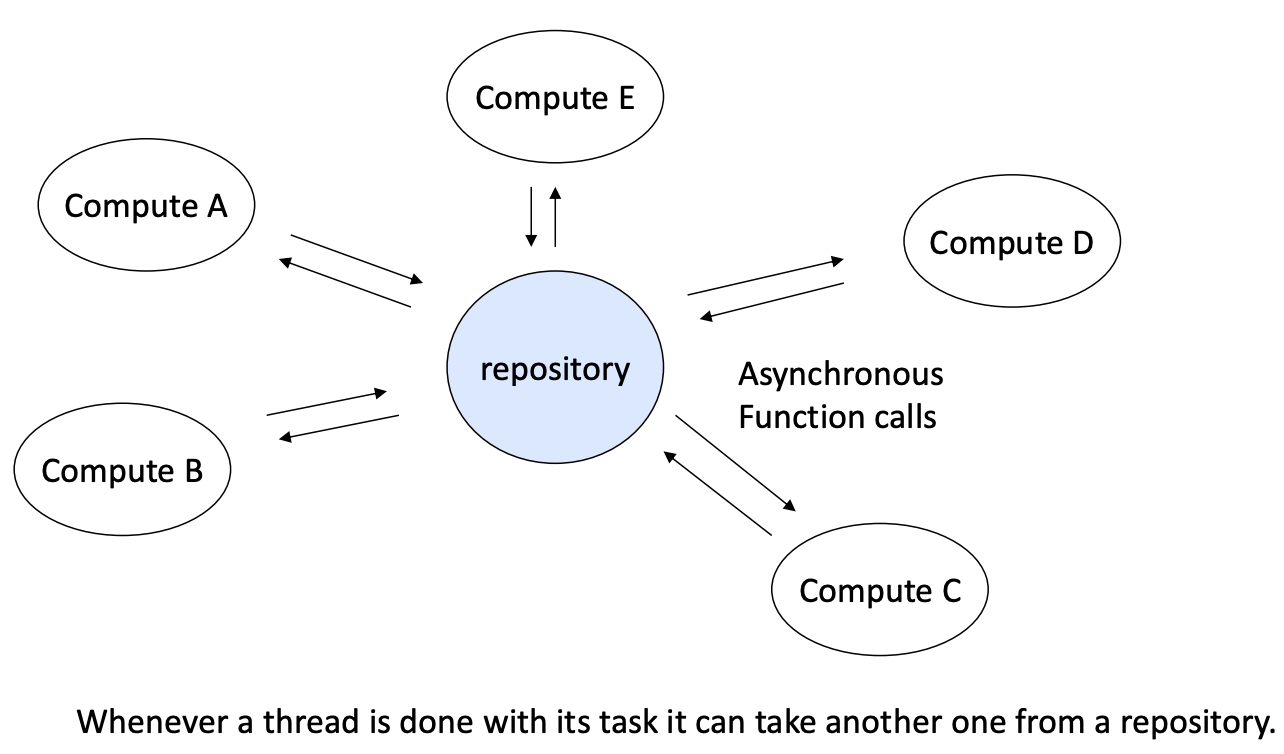 Compute E
Compute A
Compute D
repository
Asynchronous
Function calls
Compute B
Compute C
Whenever a thread is done with its task it can take another one from a repository.